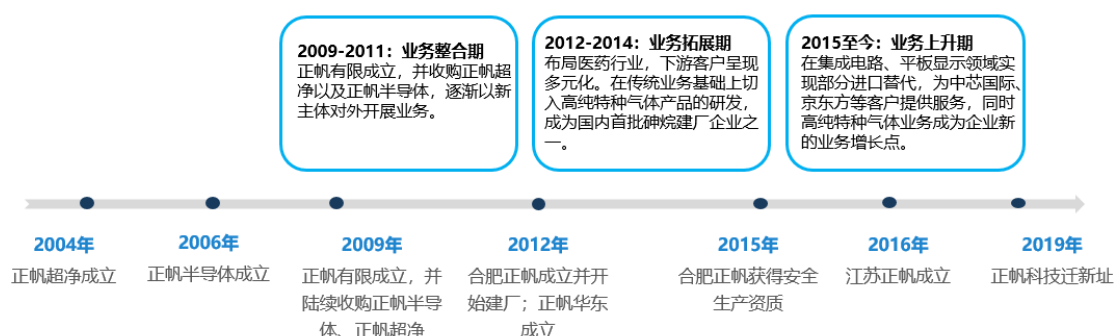 2009-2011：业务整合期
正帆有限成立，并收购正帆超
净以及正帆半导体，逐渐以新
主体对外开展业务。
2012-2014：业务拓展期
布局医药行业，下游客户呈现
多元化。在传统业务基础上切
入高纯特种气体产品的研发，
成为国内首批砷烷建厂企业之
一。
2015至今：业务上升期
在集成电路、平板显示领域实
现部分进口替代，为中芯国际、
京东方等客户提供服务，同时
高纯特种气体业务成为企业新
的业务增长点。
2004年
正帆超净成立
2006年
正帆半导体成立
2009年
正帆有限成立，并
陆续收购正帆半导
体、正帆超净
2012年
合肥正帆成立并开
始建厂；正帆华东
成立
2015年
合肥正帆获得安全
生产资质
2016年
江苏正帆成立
2019年
正帆科技迁新址